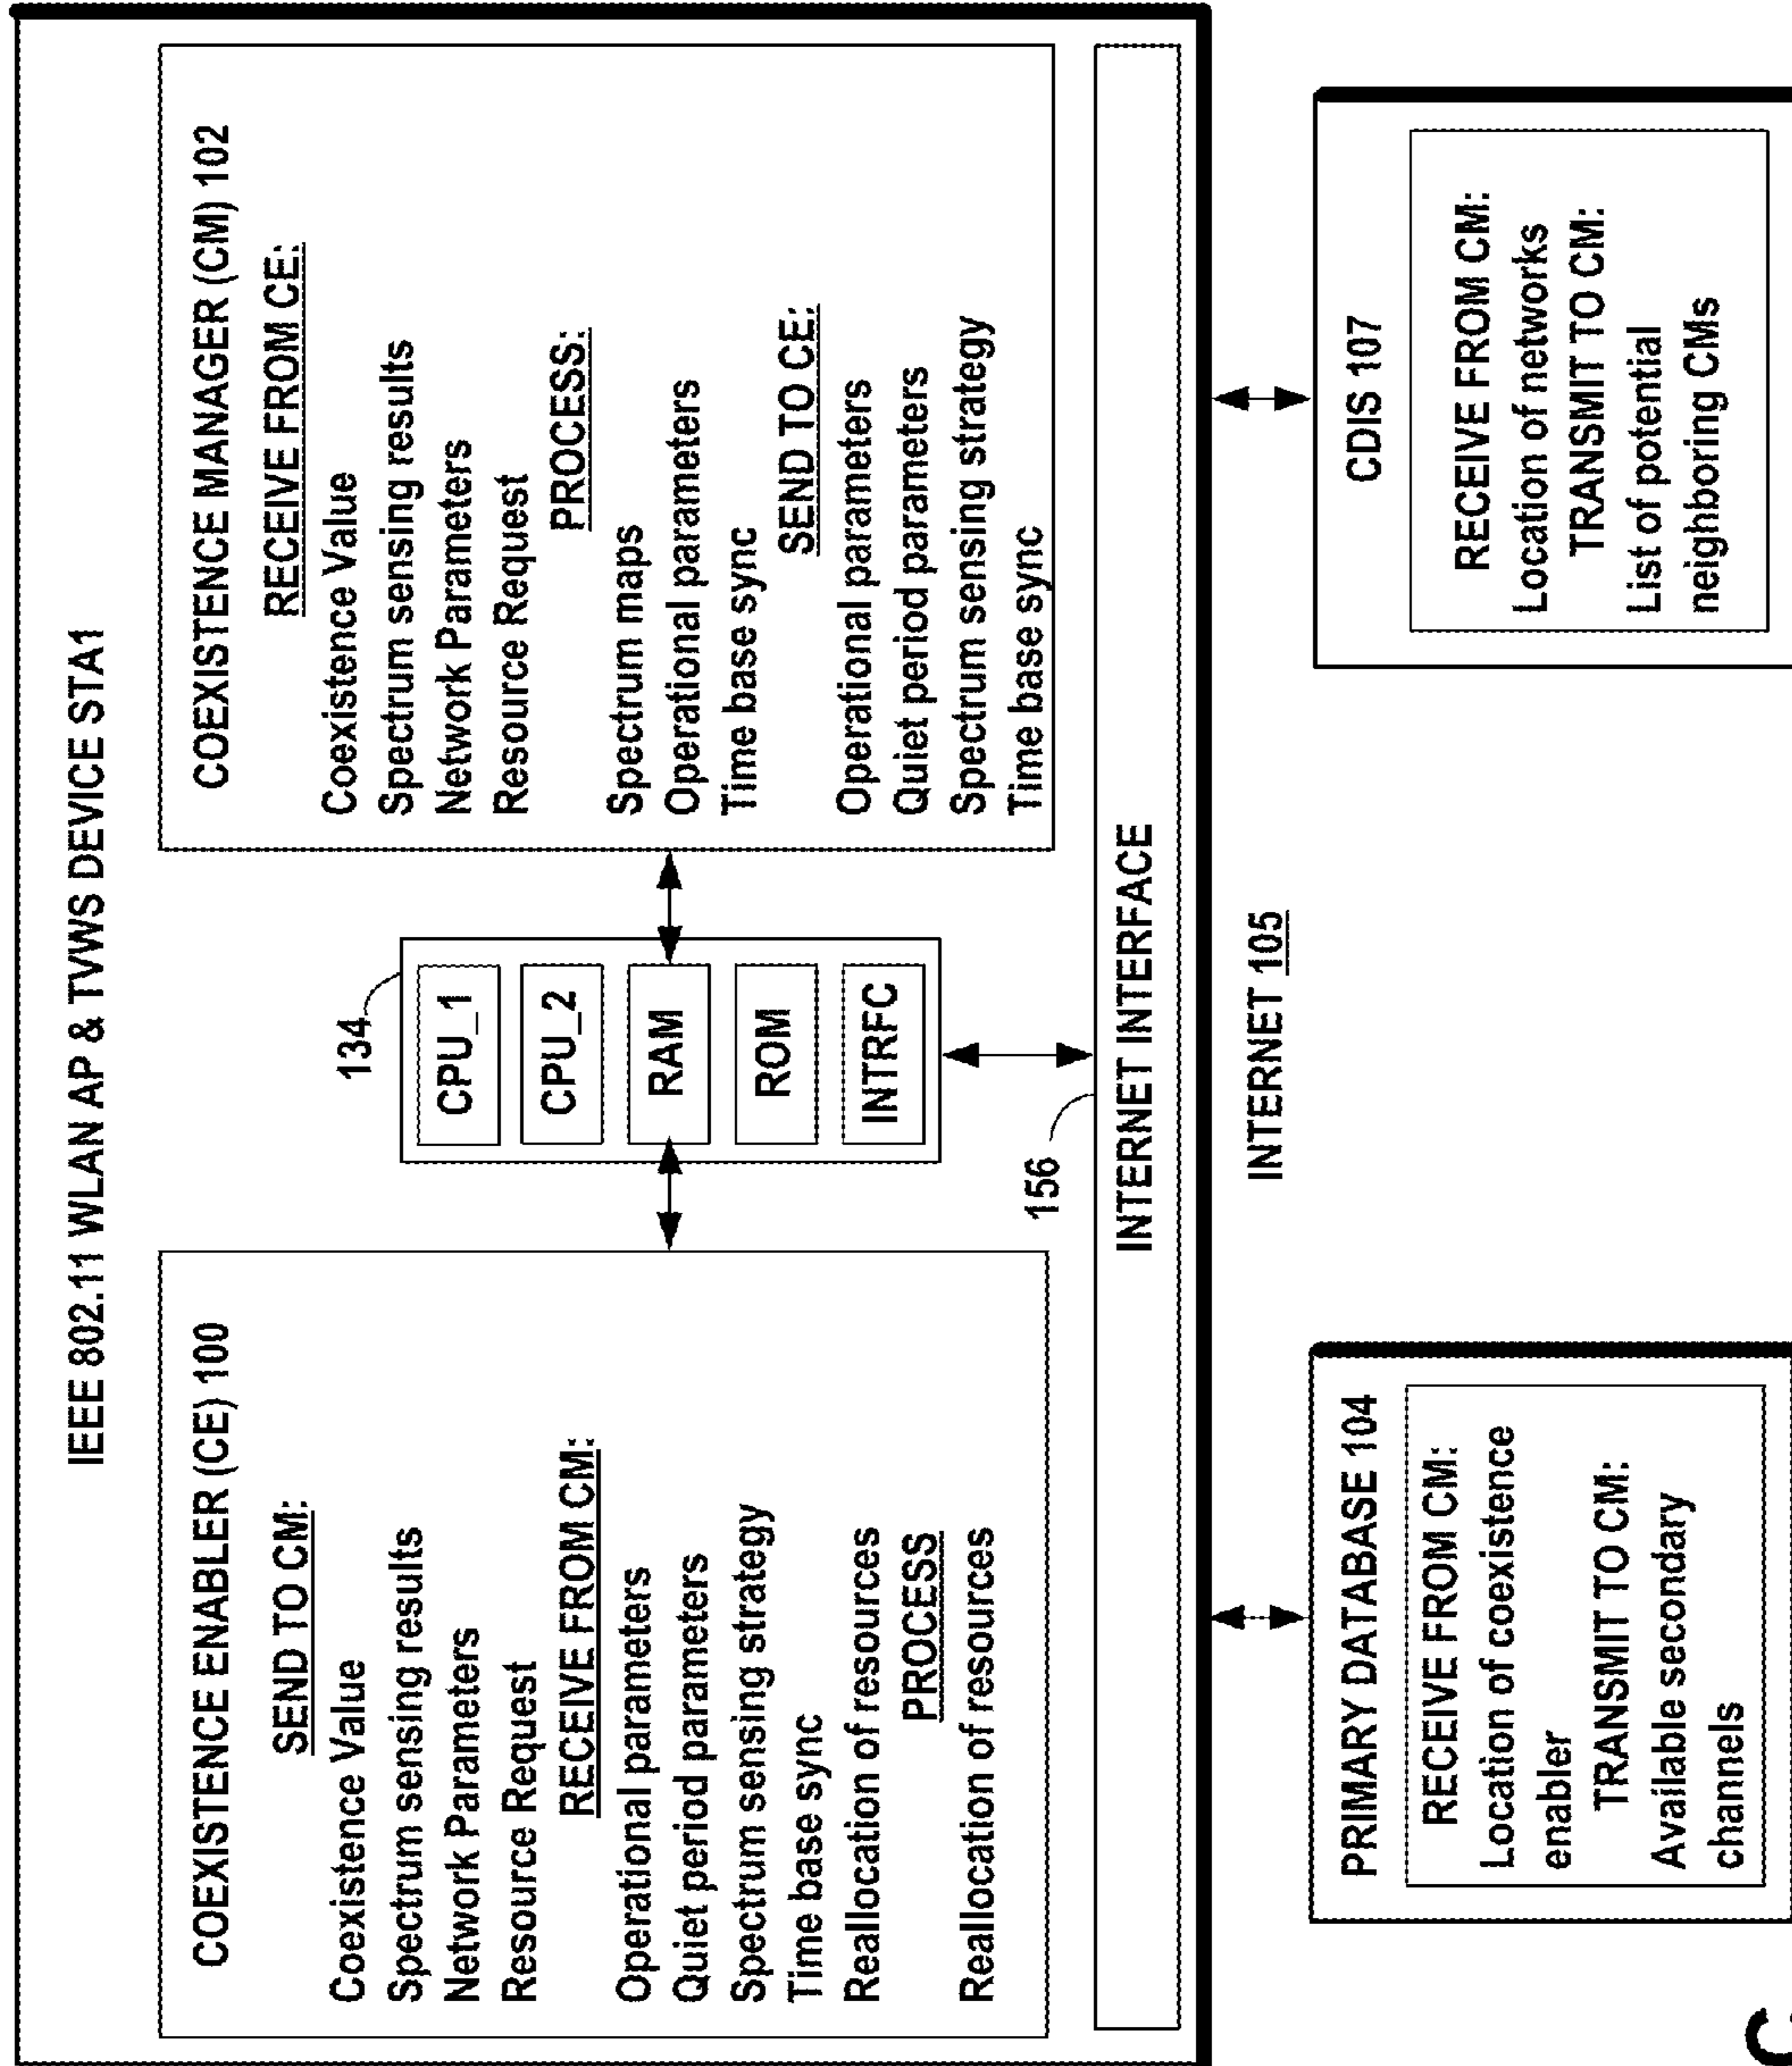 IEEE 802.11 WLAN AP & TVWS DEVICE STA1
COEXISTENCE ENABLER (CE) 100
SEND TO CM:
Coexistence Value
Spectrum sensing results
Network Parameters
Resource Request
RECEIVE FROM CM:
Operational parameters
Quiet period parameters
Spectrum sensing strategy
Time base sync
Reallocation of resources
PROCESS
Reallocation of resources
134
CPU_1
CPU_2
RAM
ROM
INTRFC
COEXISTENCE MANAGER (CM) 102
RECEIVE FROM CE:
Coexistence Value
Spectrum sensing results
Network Parameters
Resource Request
PROCESS:
Spectrum maps
Operational parameters
Time base sync
SEND TO CE:
Operational parameters
Quiet period parameters
Spectrum sensing strategy
Time base sync
156
INTERNET INTERFACE
INTERNET 105
PRIMARY DATABASE 104
RECEIVE FROM CM:
Location of coexistence
enabler
TRANSMIT TO CM:
Available secondary
channels
CDIS 107
RECEIVE FROM CM:
Location of networks
TRANSMIT TO CM:
List of potential
neighboring CMs